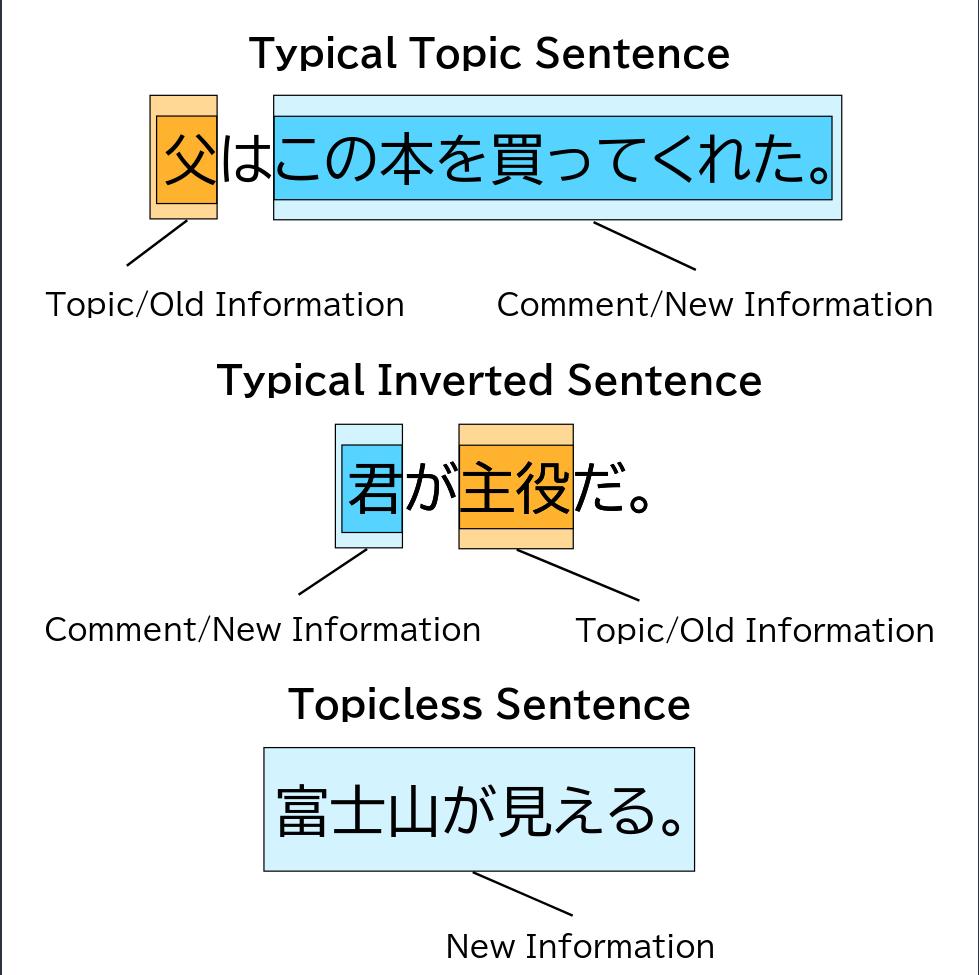 Typical Topic Sentence
父はこの本を買ってくれた。
Topic/Old Information
Comment/New Information
Typical Inverted Sentence
君が主役だ。
Comment/New Information
Topic/Old Information
Topicless Sentence
富士山が見える。
New Information